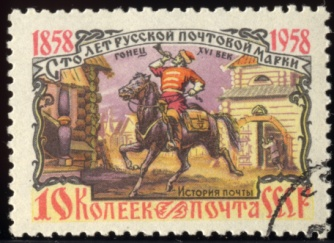 1858 1958
СТО ЛЕТ РУССКОЙ ПОЧТОВОЙ МАРКИ
ГОНЕЦ XVI ВЕК
ИСТОРИЯ ПОЧТЫ
10 КОПЕЕК ПОЧТА СССР